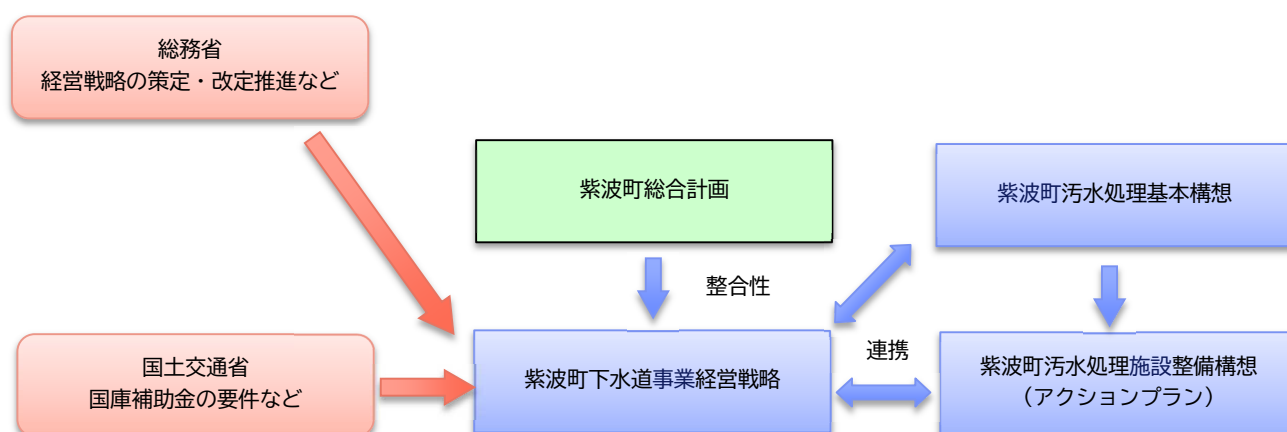 総務省
経営戦略の策定・改定推進など
紫波町総合計画
紫波町汚水処理基本構想
整合性
連携
国土交通省
国庫補助金の要件など
紫波町下水道事業経営戦略
紫波町汚水処理施設整備構想
（アクションプラン）